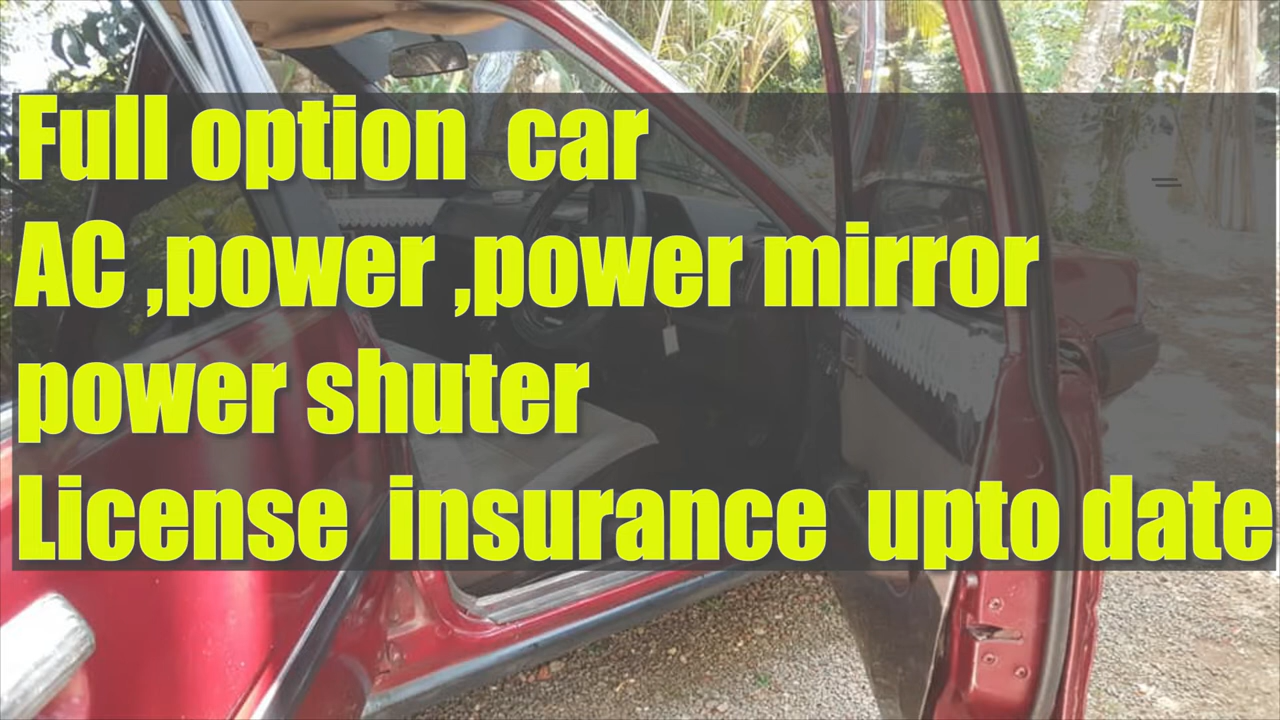 Full option car
AC ,power ,power mirror
power shuter
License insurance upto date